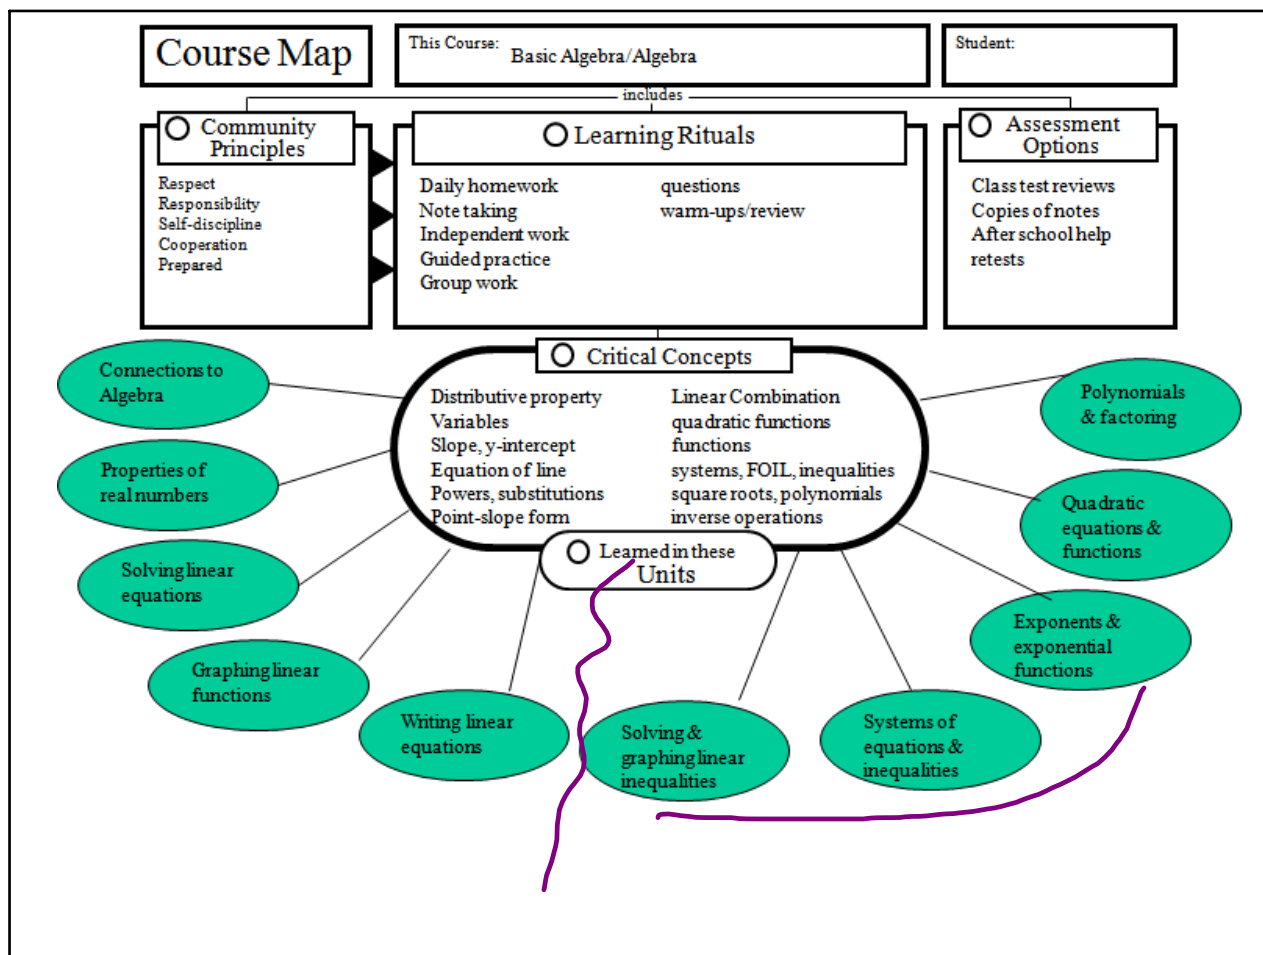 Course Map
This Course:
Basic Algebra/Algebra
Student:
includes
Community
Principles
Respect
Responsibility
Self-discipline
Cooperation
Prepared
Learning Rituals
Daily homework
Note taking
Independent work
Guided practice
Group work
questions
warm-ups/review
Assessment
Options
Class test reviews
Copies of notes
After school help
retests
Critical Concepts
Distributive property
Variables
Slope, y-intercept
Equation of line
Powers, substitutions
Point-slope form
Linear Combination
quadratic functions
functions
systems, FOIL, inequalities
square roots, polynomials
inverse operations
Learned in these
Units
Connections to
Algebra
Properties of
real numbers
Solving linear
equations
Graphing linear
functions
Writing linear
equations
Solving &
graphing linear
inequalities
Systems of
equations &
inequalities
Exponents &
exponential
functions
Quadratic
equations &
functions
Polynomials
& factoring